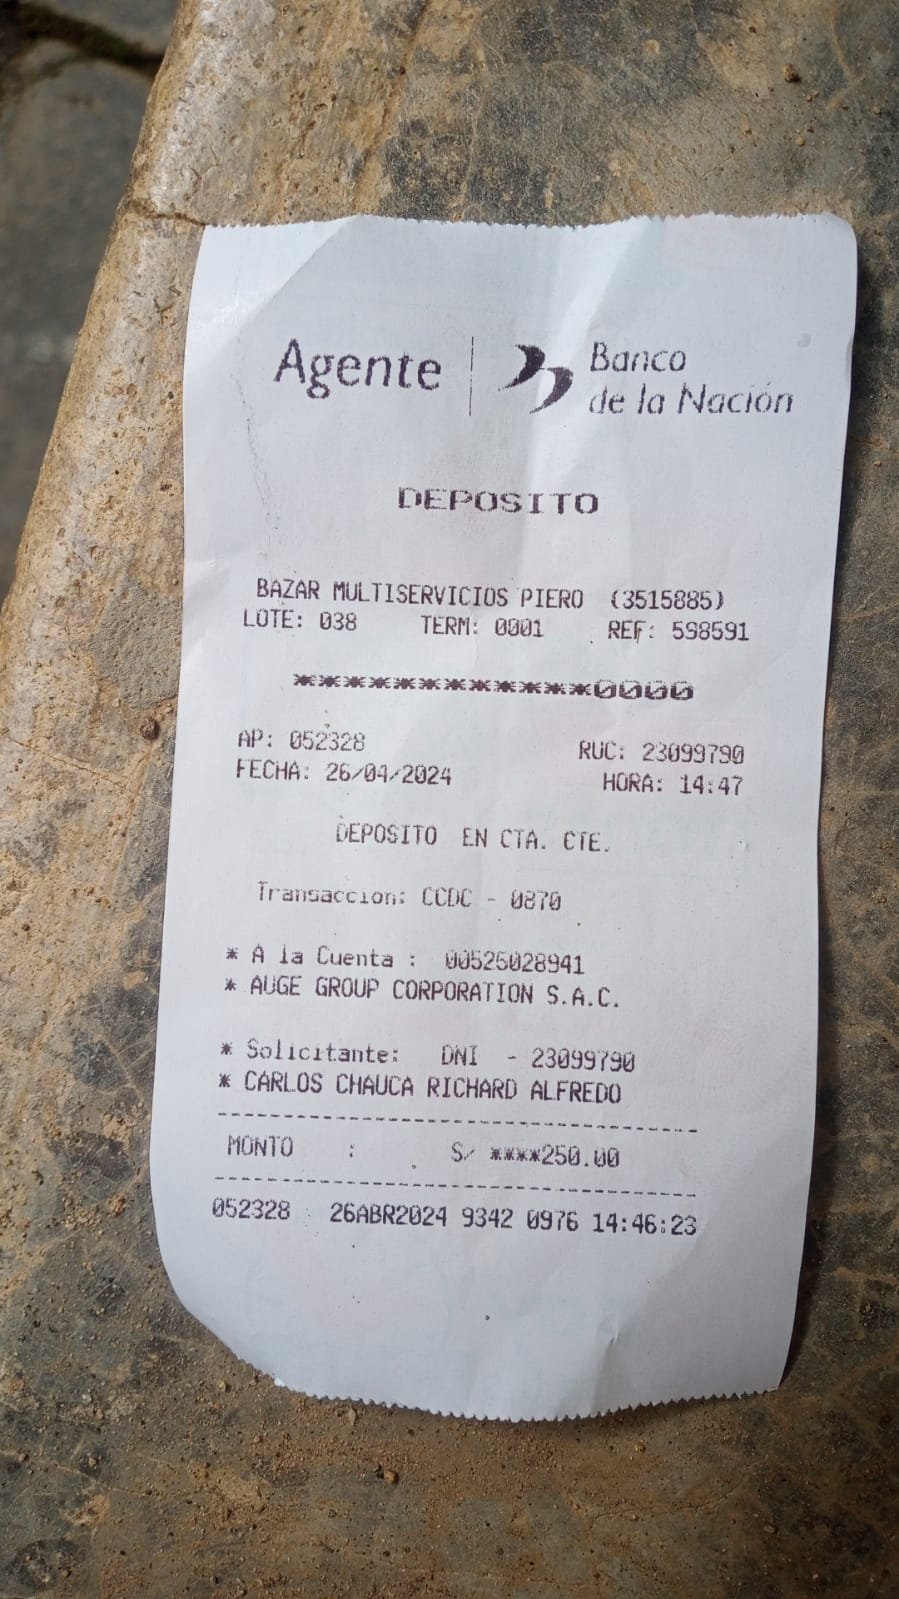 Agente | Banco
de la Nación
DEPOSITO
BAZAR MULTISERVICIOS PIERO (3515885)
LOTE: 038 TERM: 0001 REF: 598591
************0000
AP: 052328 RUC: 23099790
FECHA: 26/04/2024 HORA: 14:47
DEPOSITO EN CTA. CTE.
Transaccion: CCDC - 0870
* A la Cuenta : 00525028941
* AUGE GROUP CORPORATION S.A.C.
* Solicitante: DNI - 23099790
* CARLOS CHAUCA RICHARD ALFREDO
MONTO : S/ ****250.00
052328 26ABR2024 9342 0976 14:46:23